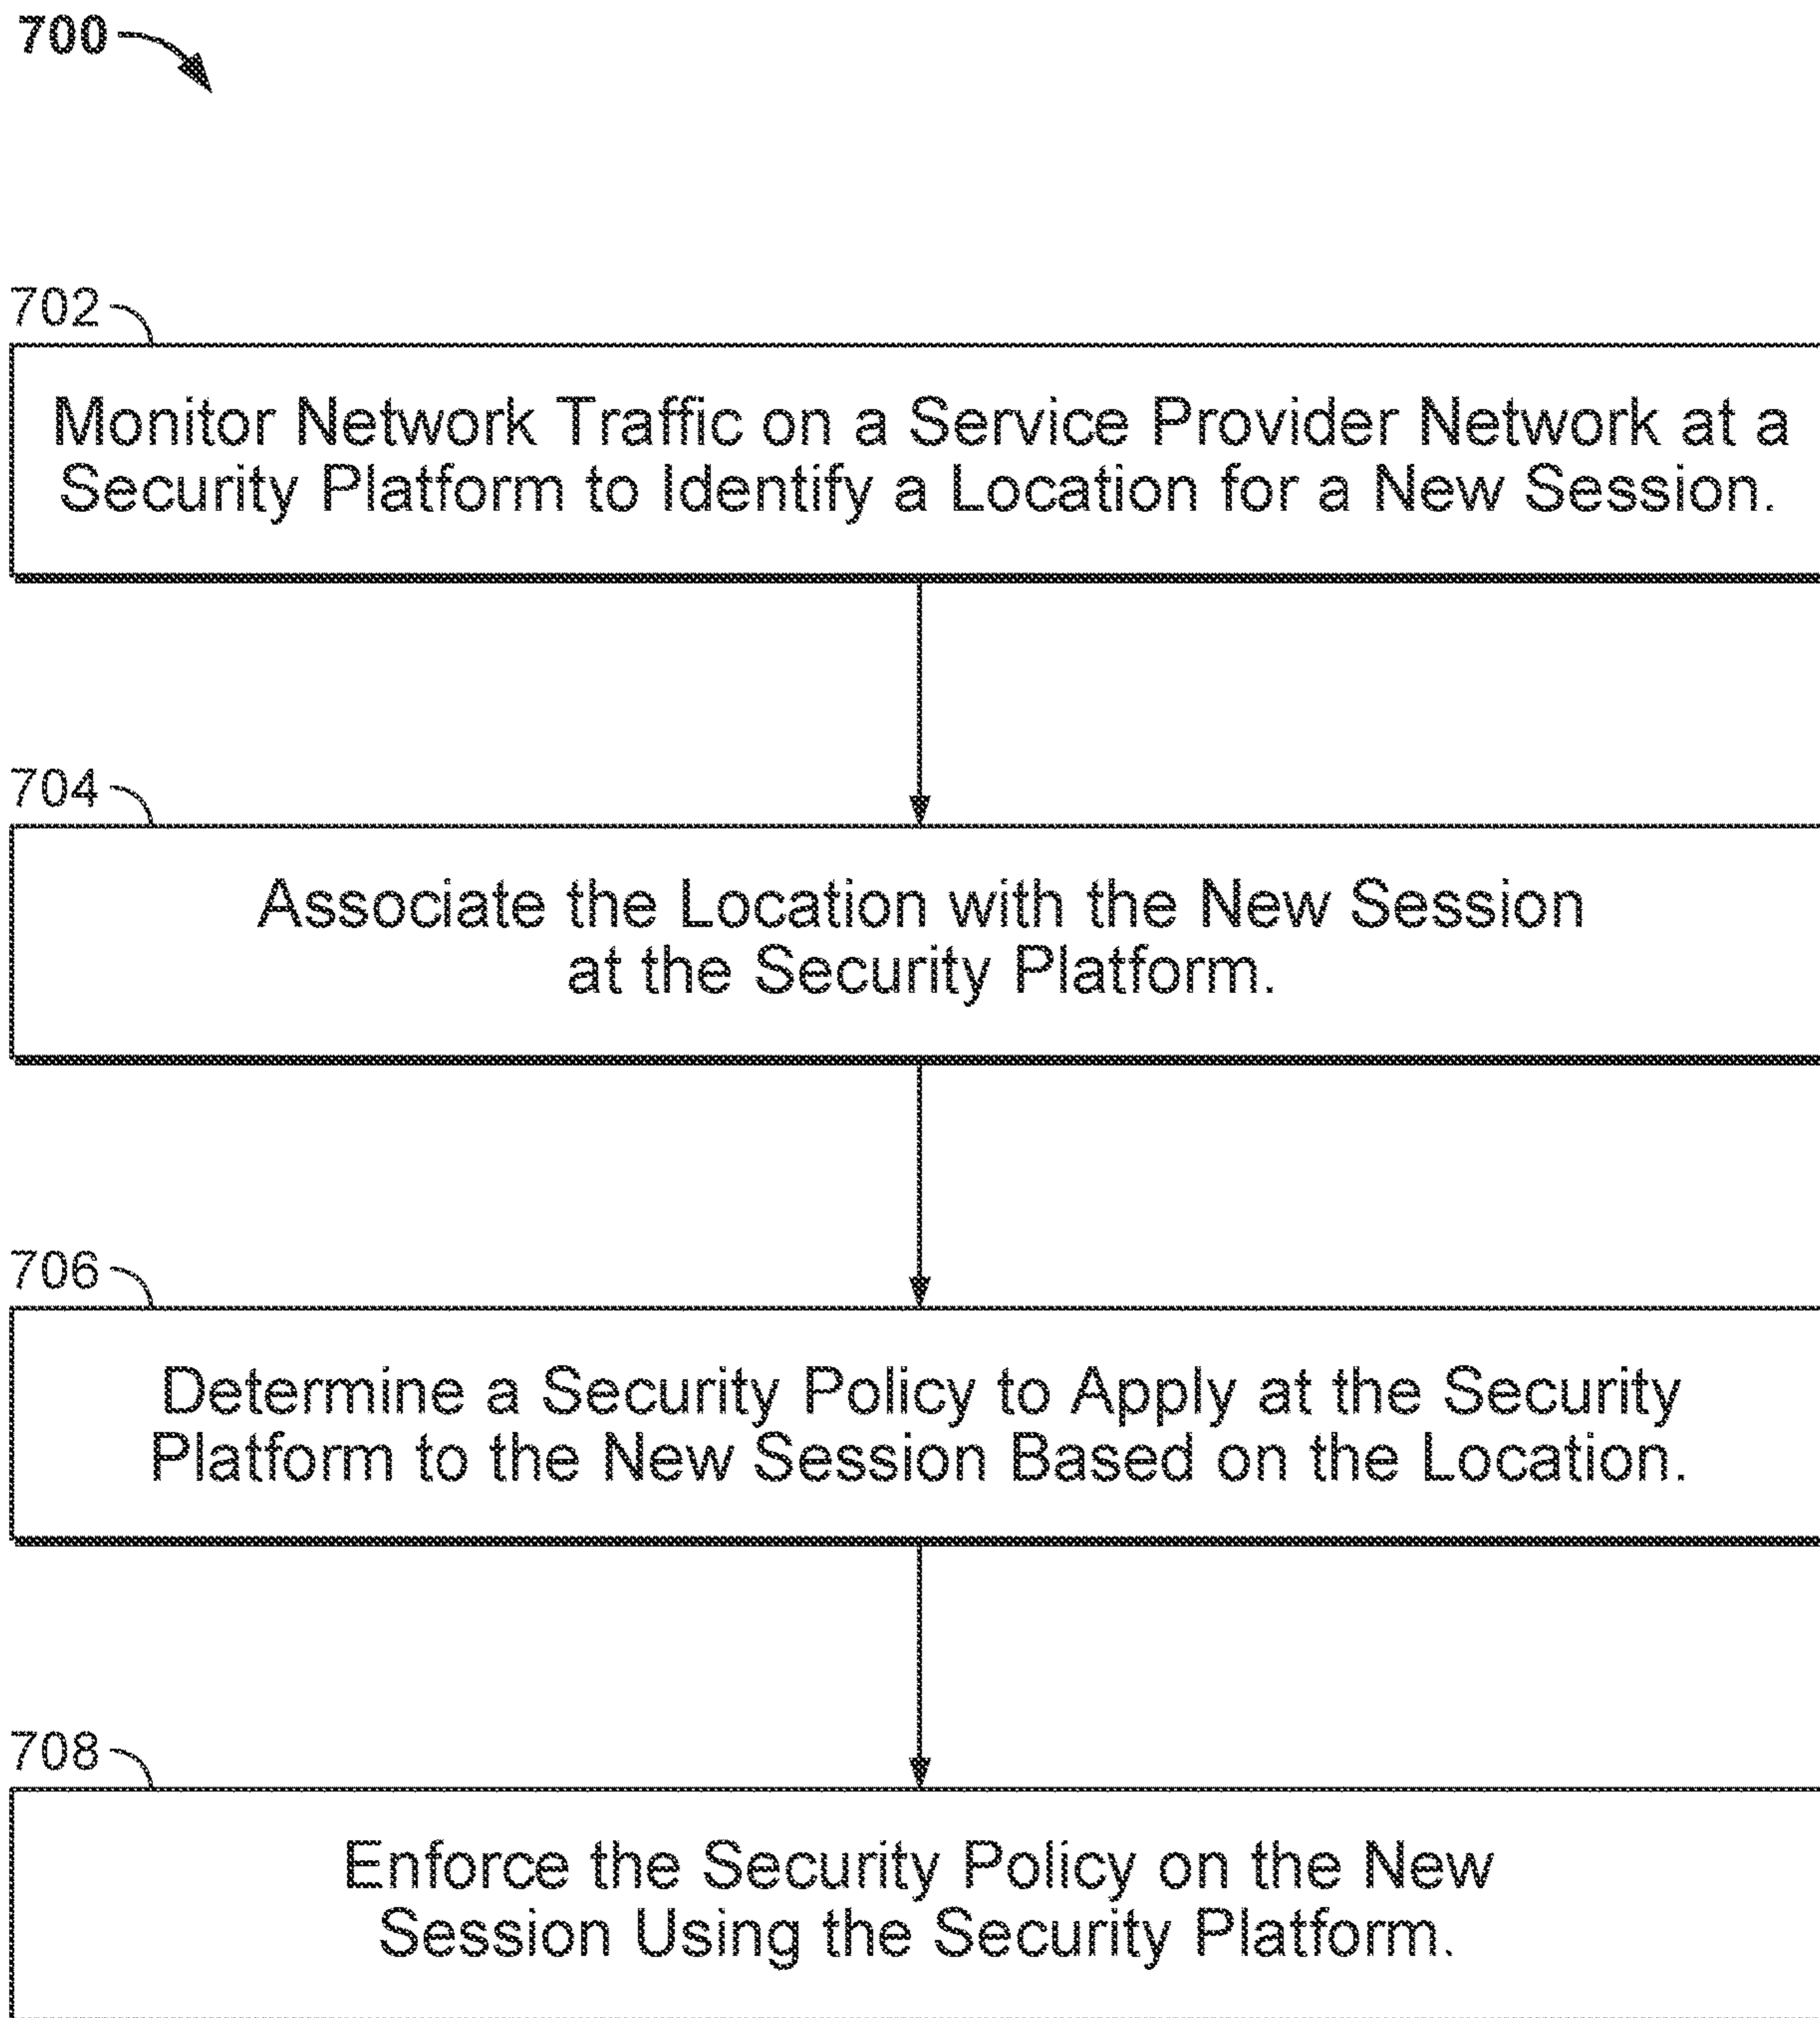 700
702
Monitor Network Traffic on a Service Provider Network at a
Security Platform to Identify a Location for a New Session.
704
Associate the Location with the New Session
at the Security Platform.
706
Determine a Security Policy to Apply at the Security
Platform to the New Session Based on the Location.
708
Enforce the Security Policy on the New
Session Using the Security Platform.